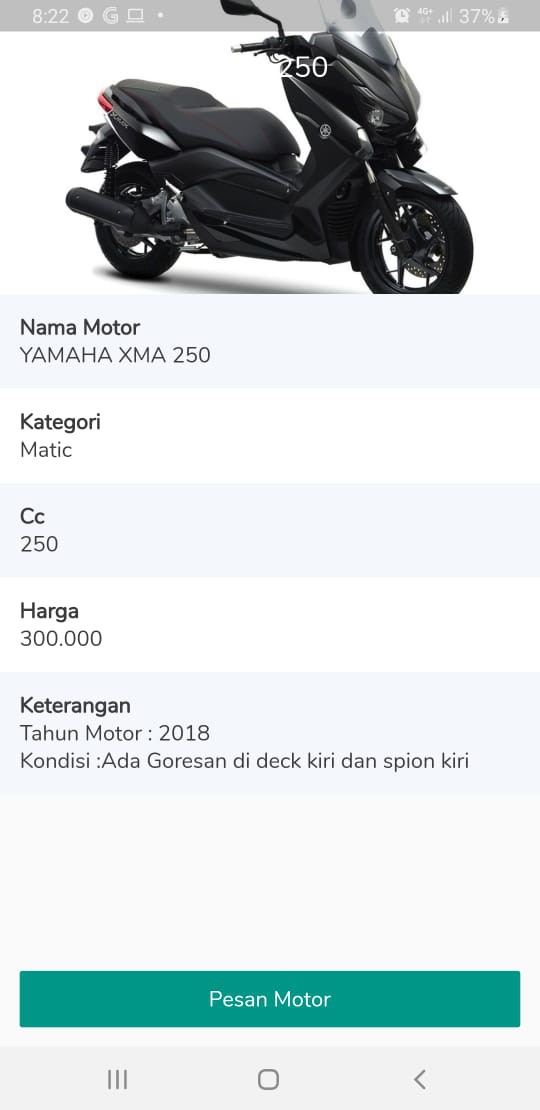 8:22
4G+
37%
250
Nama Motor
YAMAHA XMA 250
Kategori
Matic
Cc
250
Harga
300.000
Keterangan
Tahun Motor : 2018
Kondisi :Ada Goresan di deck kiri dan spion kiri
Pesan Motor